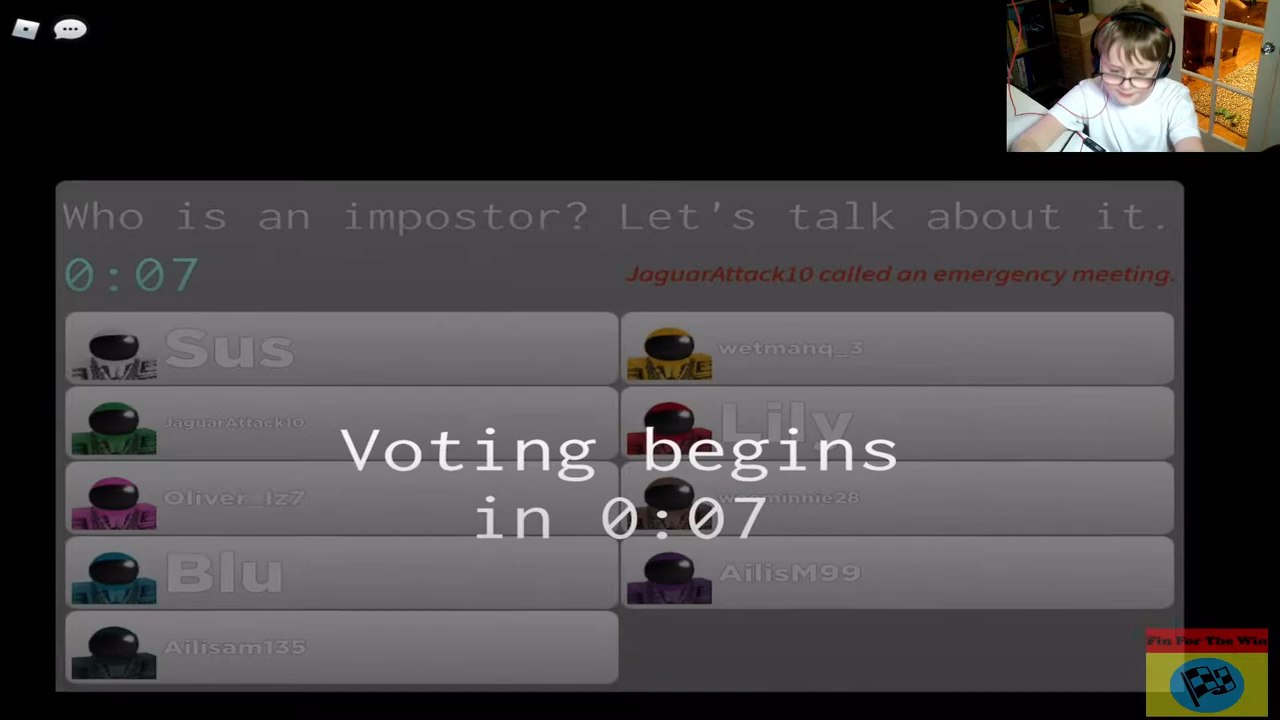 Who is an impostor? Let's talk about it.
0:07
JaguarAttack10 called an emergency meeting.
Sus
wetmanq_3
JaguarAttack10
Lily
Voting begins
in 0:07
Oliver_lz7
Blu
AilisM99
Ailisam135
Fin For The Win